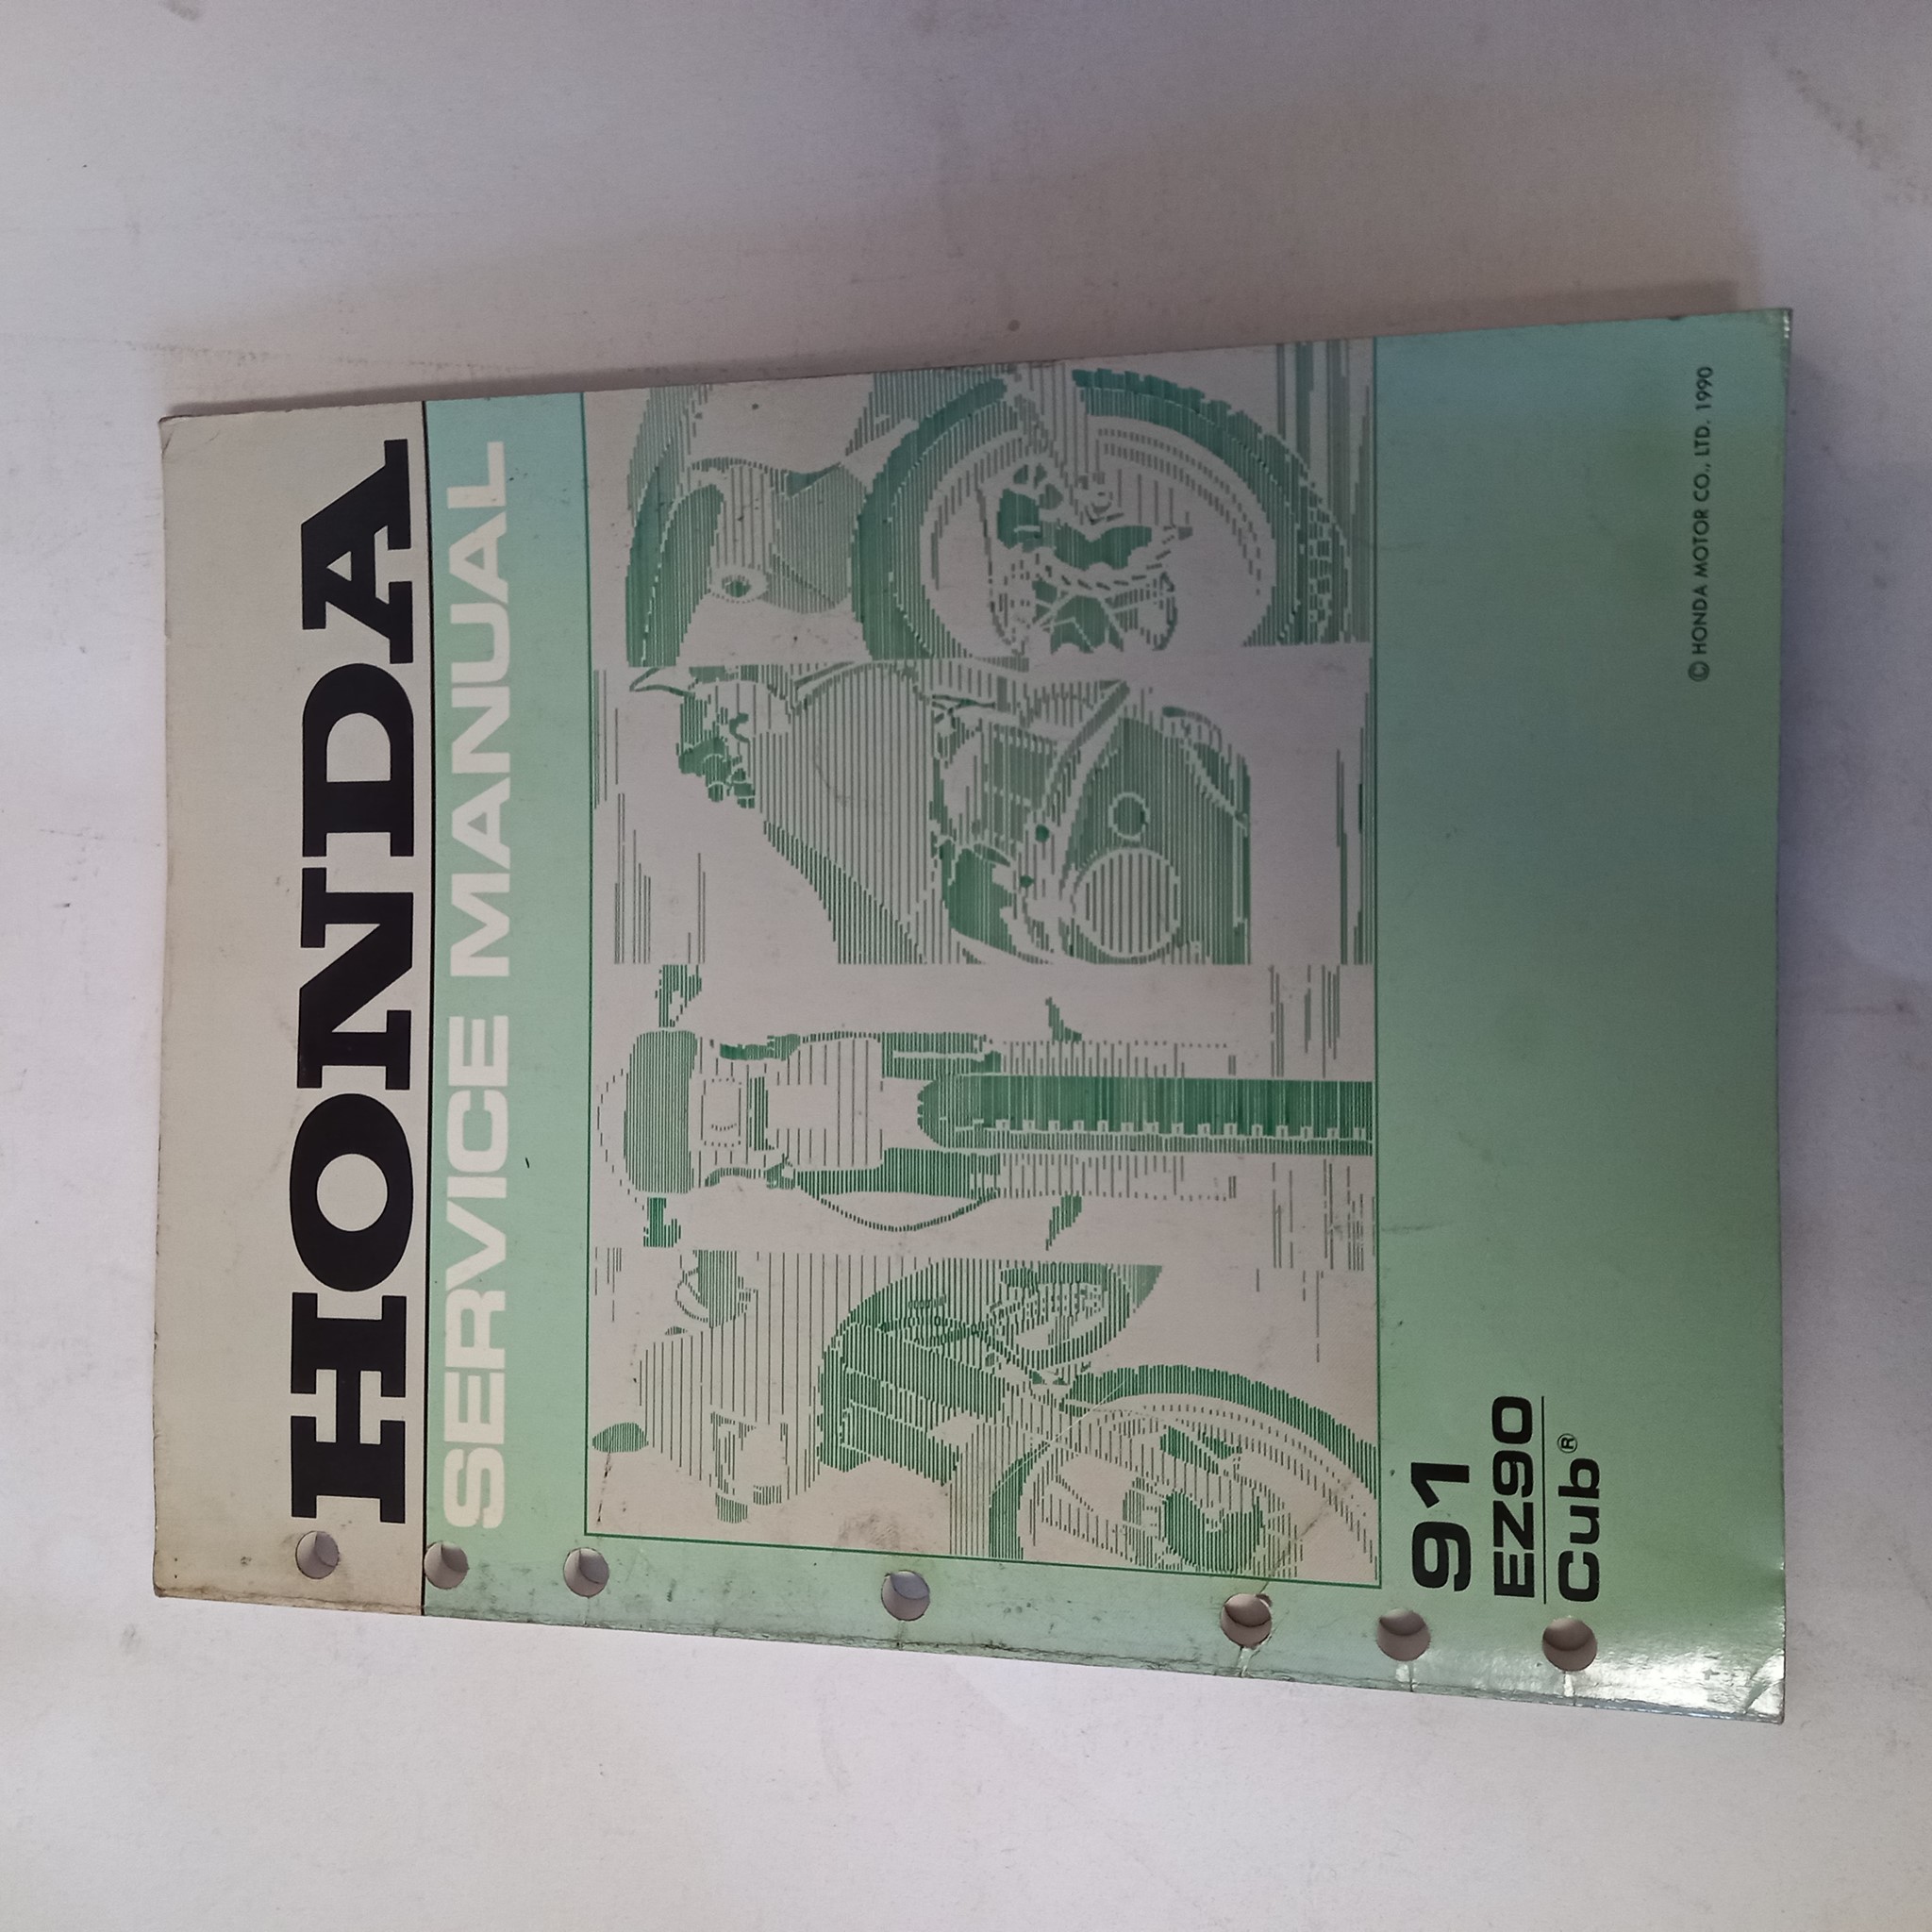 HONDA
SERVICE MANUAL
91
EZ90
Cub®
© HONDA MOTOR CO., LTD. 1990